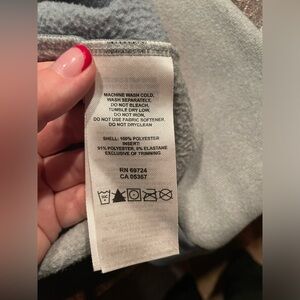 MACHINE WASH COLD,
WASH SEPARATELY,
DO NOT BLEACH,
TUMBLE DRY LOW,
DO NOT IRON,
DO NOT USE FABRIC SOFTENER,
DO NOT DRYCLEAN
SHELL: 100% POLYESTER
INSERT:
91% POLYESTER, 9% ELASTANE
EXCLUSIVE OF TRIMMING
RN 69724
CA 05367